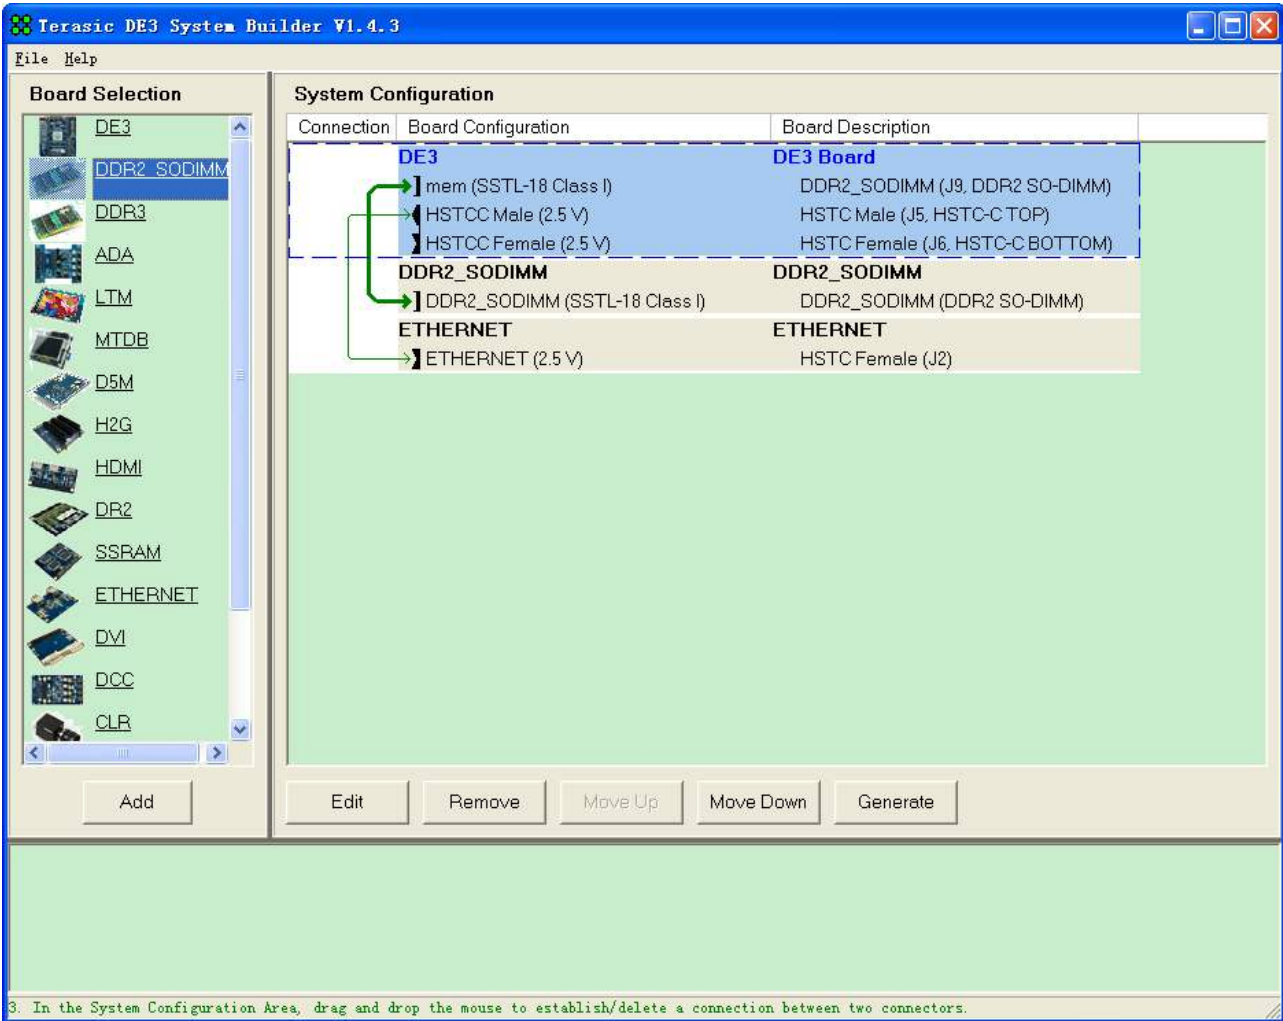 Terasic DE3 System Builder V1.4.3
File Help
Board Selection
DE3
DDR2_SODIMM
DDR3
ADA
LTM
MTDB
D5M
H2G
HDMI
DR2
SSRAM
ETHERNET
DVI
DCC
CLR
Add
System Configuration
Connection Board Configuration Board Description
DE3 DE3 Board
mem (SSTL-18 Class I) DDR2_SODIMM (J9, DDR2 SO-DIMM)
HSTCC Male (2.5 V) HSTC Male (J5, HSTC-C TOP)
HSTCC Female (2.5 V) HSTC Female (J6, HSTC-C BOTTOM)
DDR2_SODIMM DDR2_SODIMM
DDR2_SODIMM (SSTL-18 Class I) DDR2_SODIMM (DDR2 SO-DIMM)
ETHERNET ETHERNET
ETHERNET (2.5 V) HSTC Female (J2)
Edit Remove Move Up Move Down Generate
3. In the System Configuration Area, drag and drop the mouse to establish/delete a connection between two connectors.